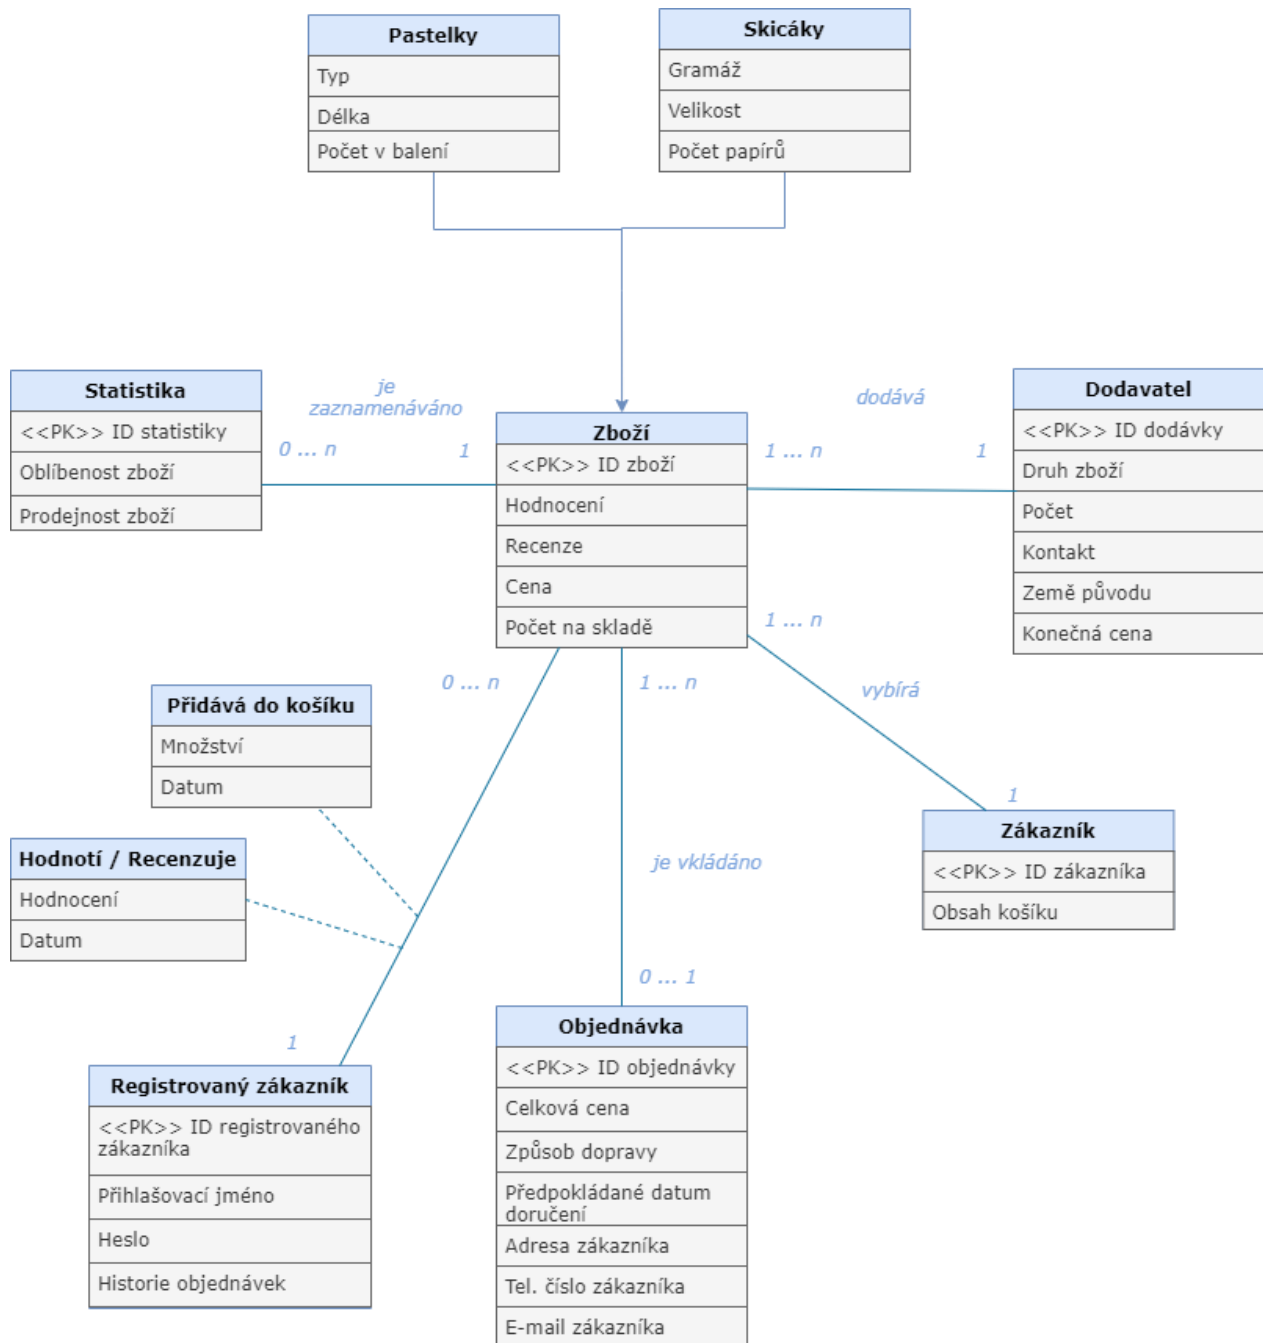 Pastelky
Typ
Délka
Počet v balení
Skicáky
Gramáž
Velikost
Počet papírů
Statistika
<<PK>> ID statistiky
Oblíbenost zboží
Prodejnost zboží
je
zaznamenáváno
0 ... n
1
Zboží
<<PK>> ID zboží
Hodnocení
Recenze
Cena
Počet na skladě
dodává
1 ... n
1
Dodavatel
<<PK>> ID dodávky
Druh zboží
Počet
Kontakt
Země původu
Konečná cena
1 ... n
vybírá
1
Zákazník
<<PK>> ID zákazníka
Obsah košíku
0 ... n
1 ... n
Přidává do košíku
Množství
Datum
Hodnotí / Recenzuje
Hodnocení
Datum
je vkládáno
0 ... 1
1
Registrovaný zákazník
<<PK>> ID registrovaného
zákazníka
Přihlašovací jméno
Heslo
Historie objednávek
Objednávka
<<PK>> ID objednávky
Celková cena
Způsob dopravy
Předpokládané datum
doručení
Adresa zákazníka
Tel. číslo zákazníka
E-mail zákazníka